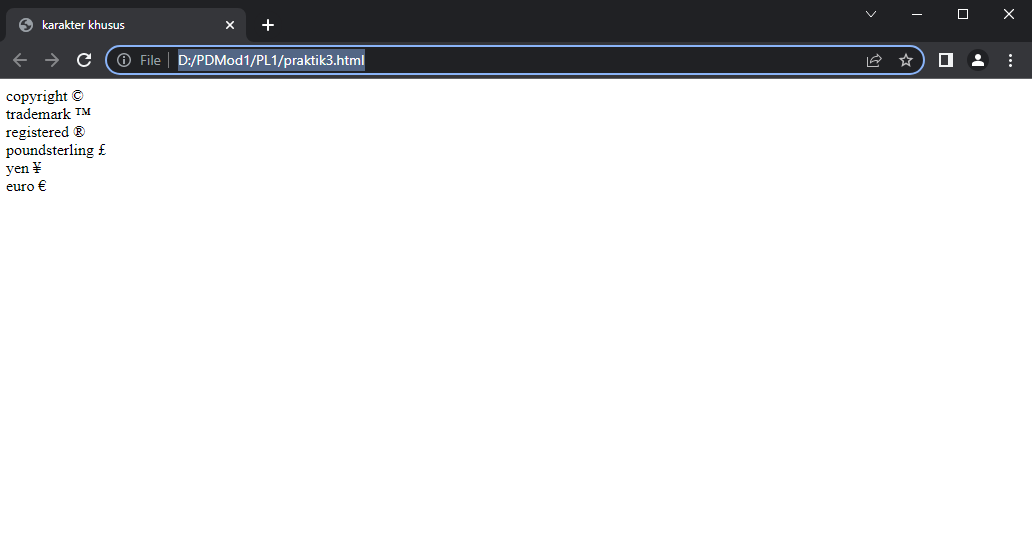 karakter khusus
File D:/PDMod1/PL1/praktik3.html
copyright ©
trademark ™
registered ®
poundsterling £
yen ¥
euro €